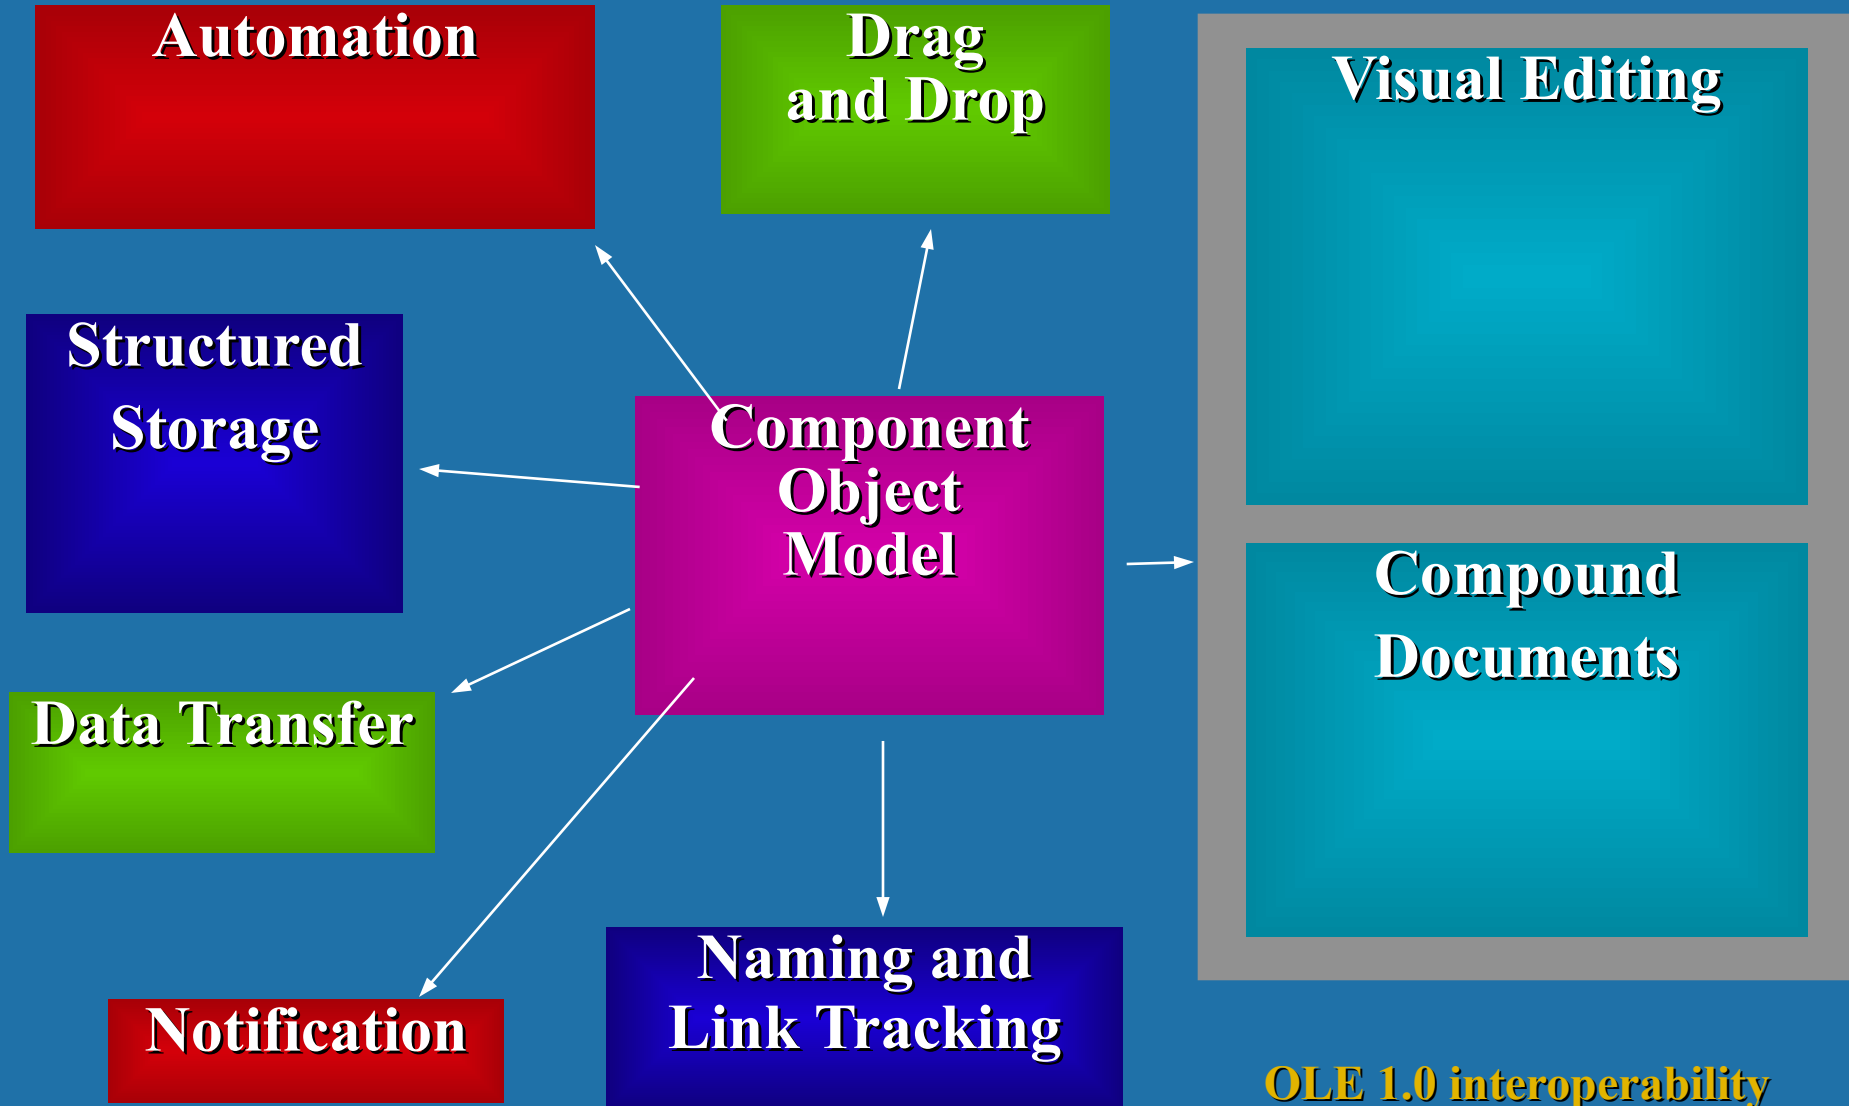 Automation
Drag
and Drop
Visual Editing
Structured
Storage
Component
Object
Model
Compound
Documents
Data Transfer
Naming and
Link Tracking
Notification
OLE 1.0 interoperability